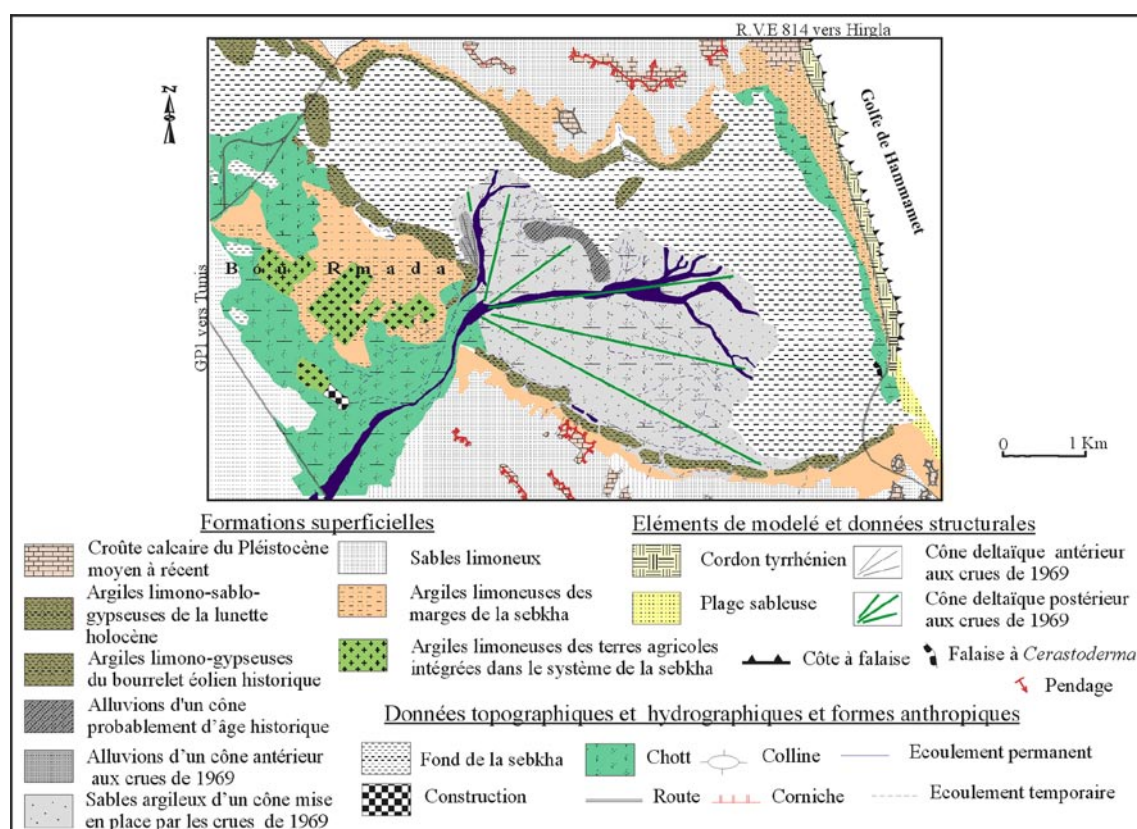 R.V.E 814 vers Hirgla
N
S
Golfe de Hammamet
Bou Rmada
GP1 vers Tunis
0 1 Km
Formations superficielles
Croûte calcaire du Pléistocène
moyen à récent
Argiles limono-sablo-
gypseuses de la lunette
holocène
Argiles limono-gypseuses
du bourrelet éolien historique
Alluvions d'un cône
probablement d'âge historique
Alluvions d'un cône antérieur
aux crues de 1969
Sables argileux d'un cône mise
en place par les crues de 1969
Sables limoneux
Argiles limoneuses des
marges de la sebkha
Argiles limoneuses des terres agricoles
intégrées dans le système de la sebkha
Eléments de modelé et données structurales
Cordon tyrrhénien
Plage sableuse
Cône deltaïque antérieur
aux crues de 1969
Cône deltaïque postérieur
aux crues de 1969
Côte à falaise
Falaise à Cerastoderma
Pendage
Données topographiques et hydrographiques et formes anthropiques
Fond de la sebkha
Chott
Colline
Ecoulement permanent
Construction
Route
Corniche
Ecoulement temporaire